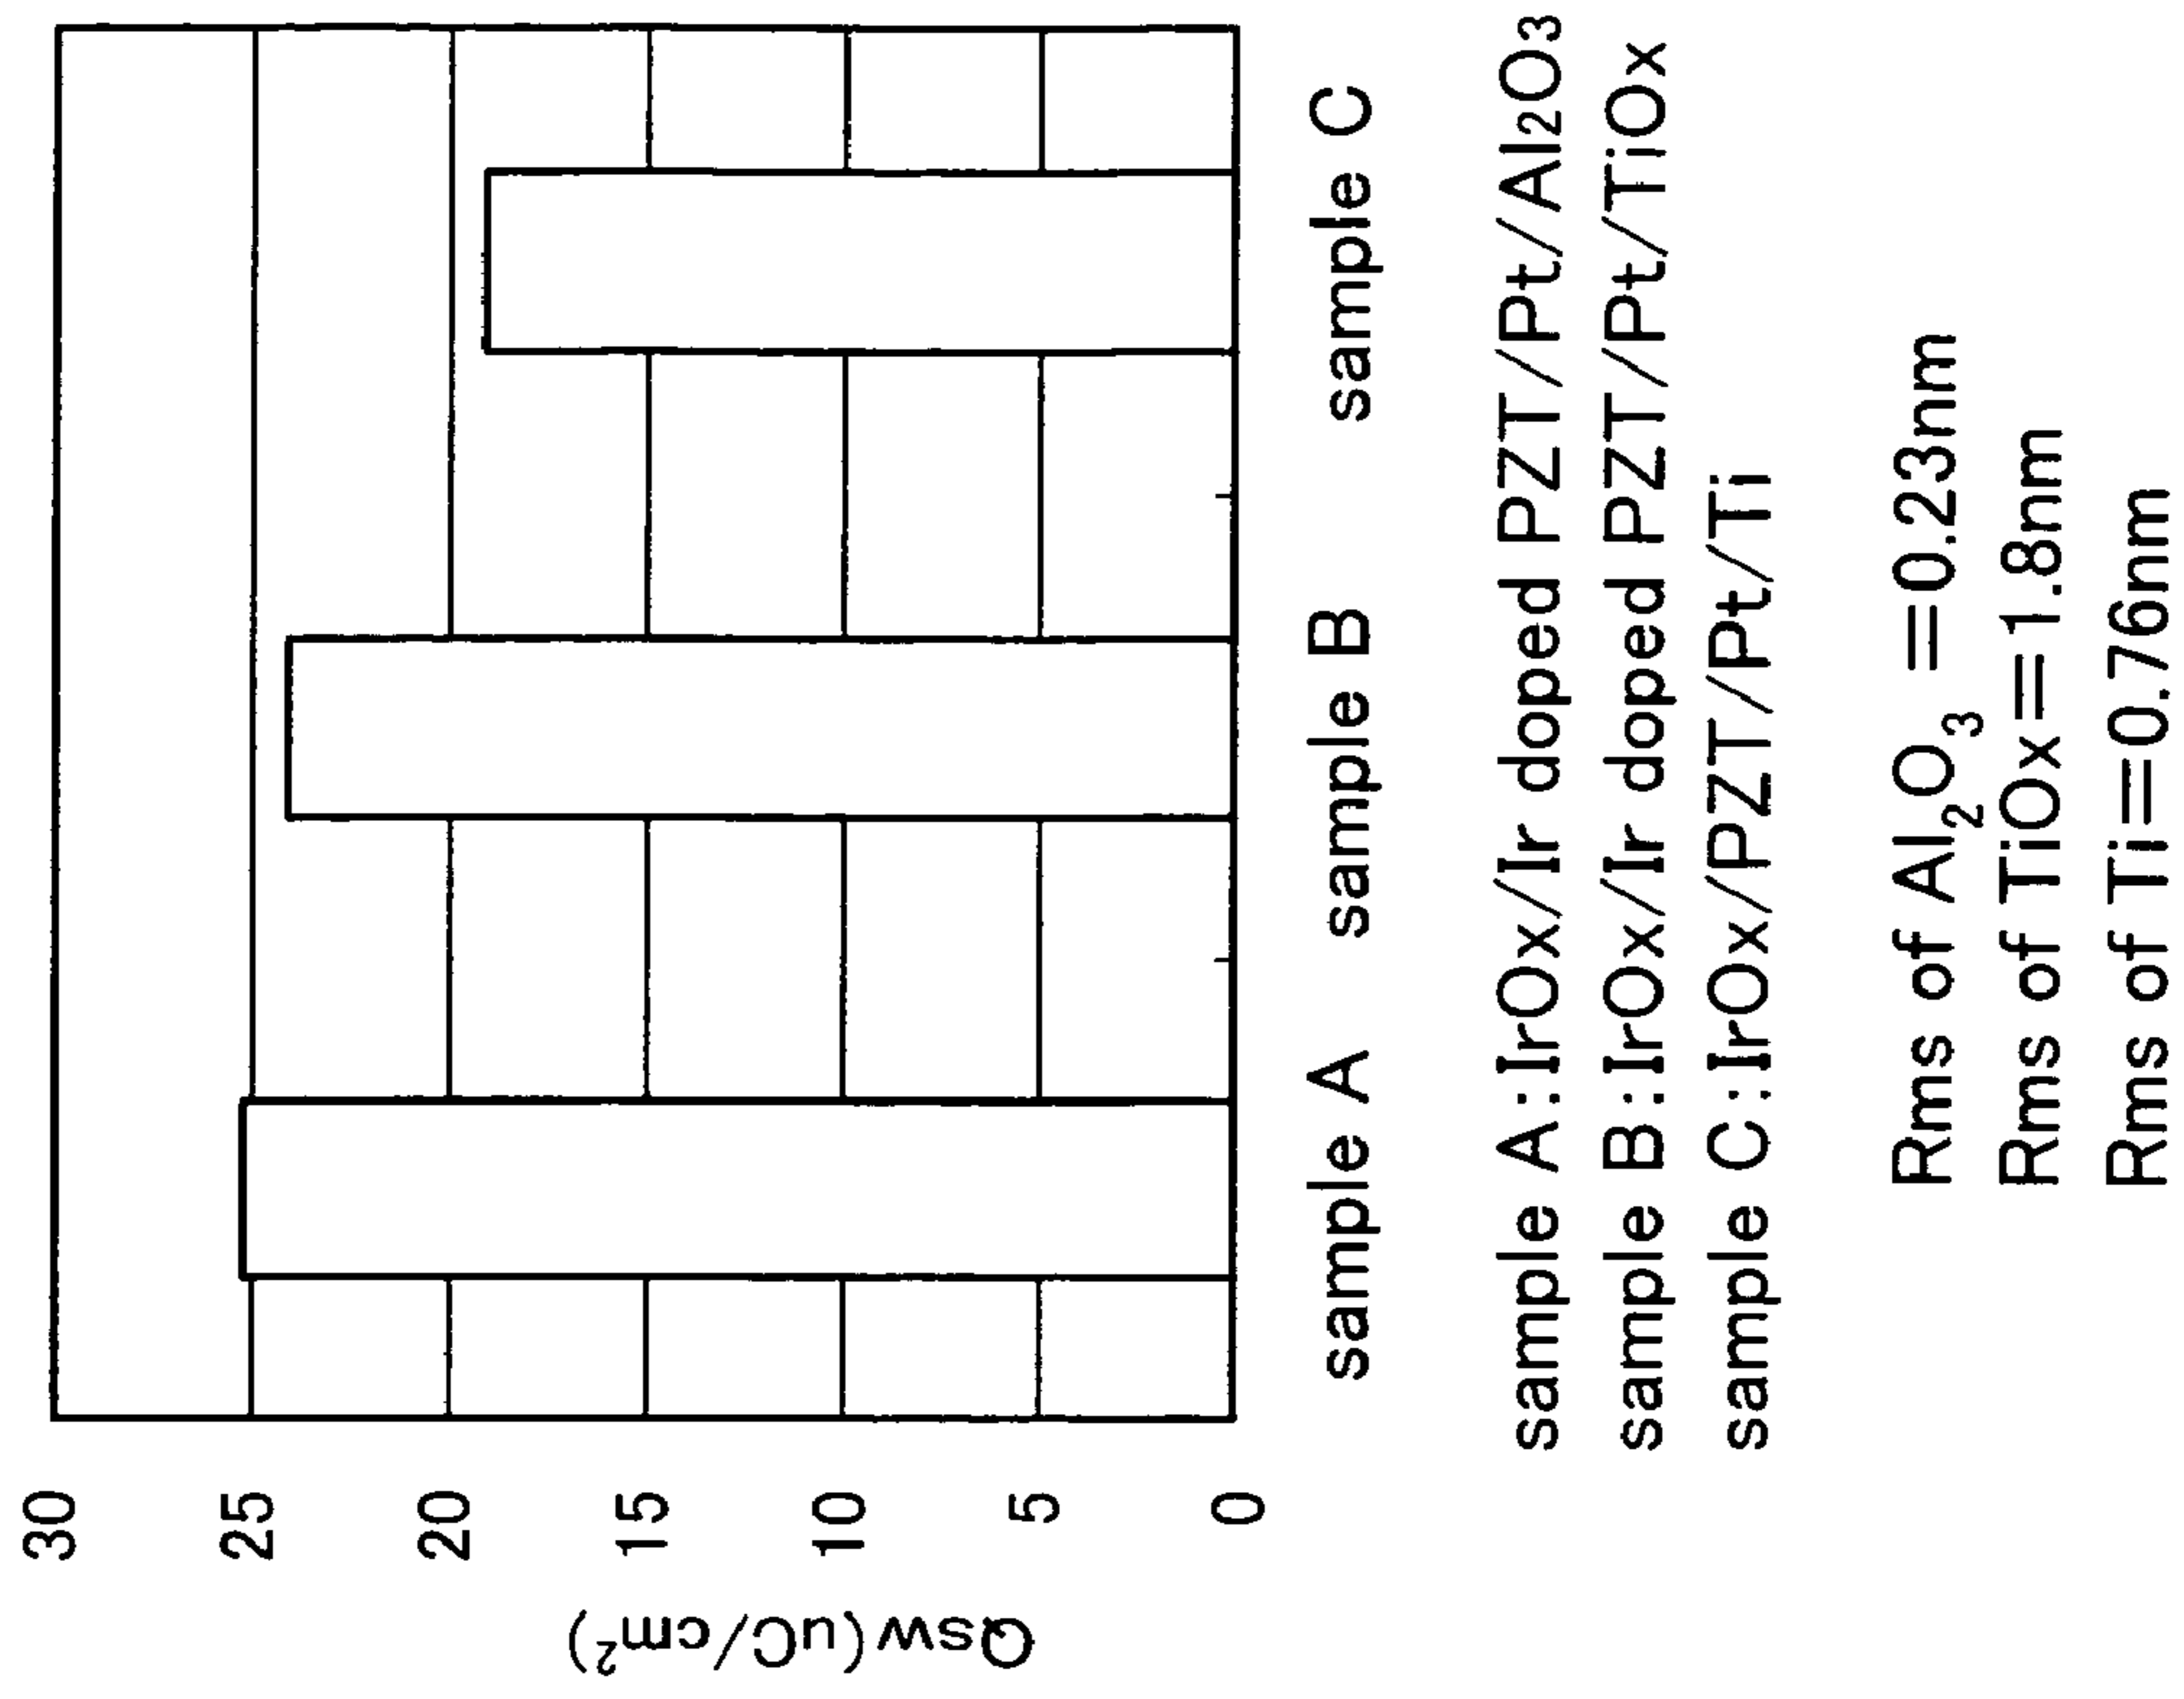 Qsw(uC/cm²)
30
25
20
15
10
5
0
sample A sample B sample C
sample A:IrOx/Ir doped PZT/Pt/Al₂O3
sample B:IrOx/Ir doped PZT/Pt/TiOx
sample C:IrOx/PZT/Pt/Ti
Rms of Al₂O₃ =0.23nm
Rms of TiOx=1.8nm
Rms of Ti=0.76nm